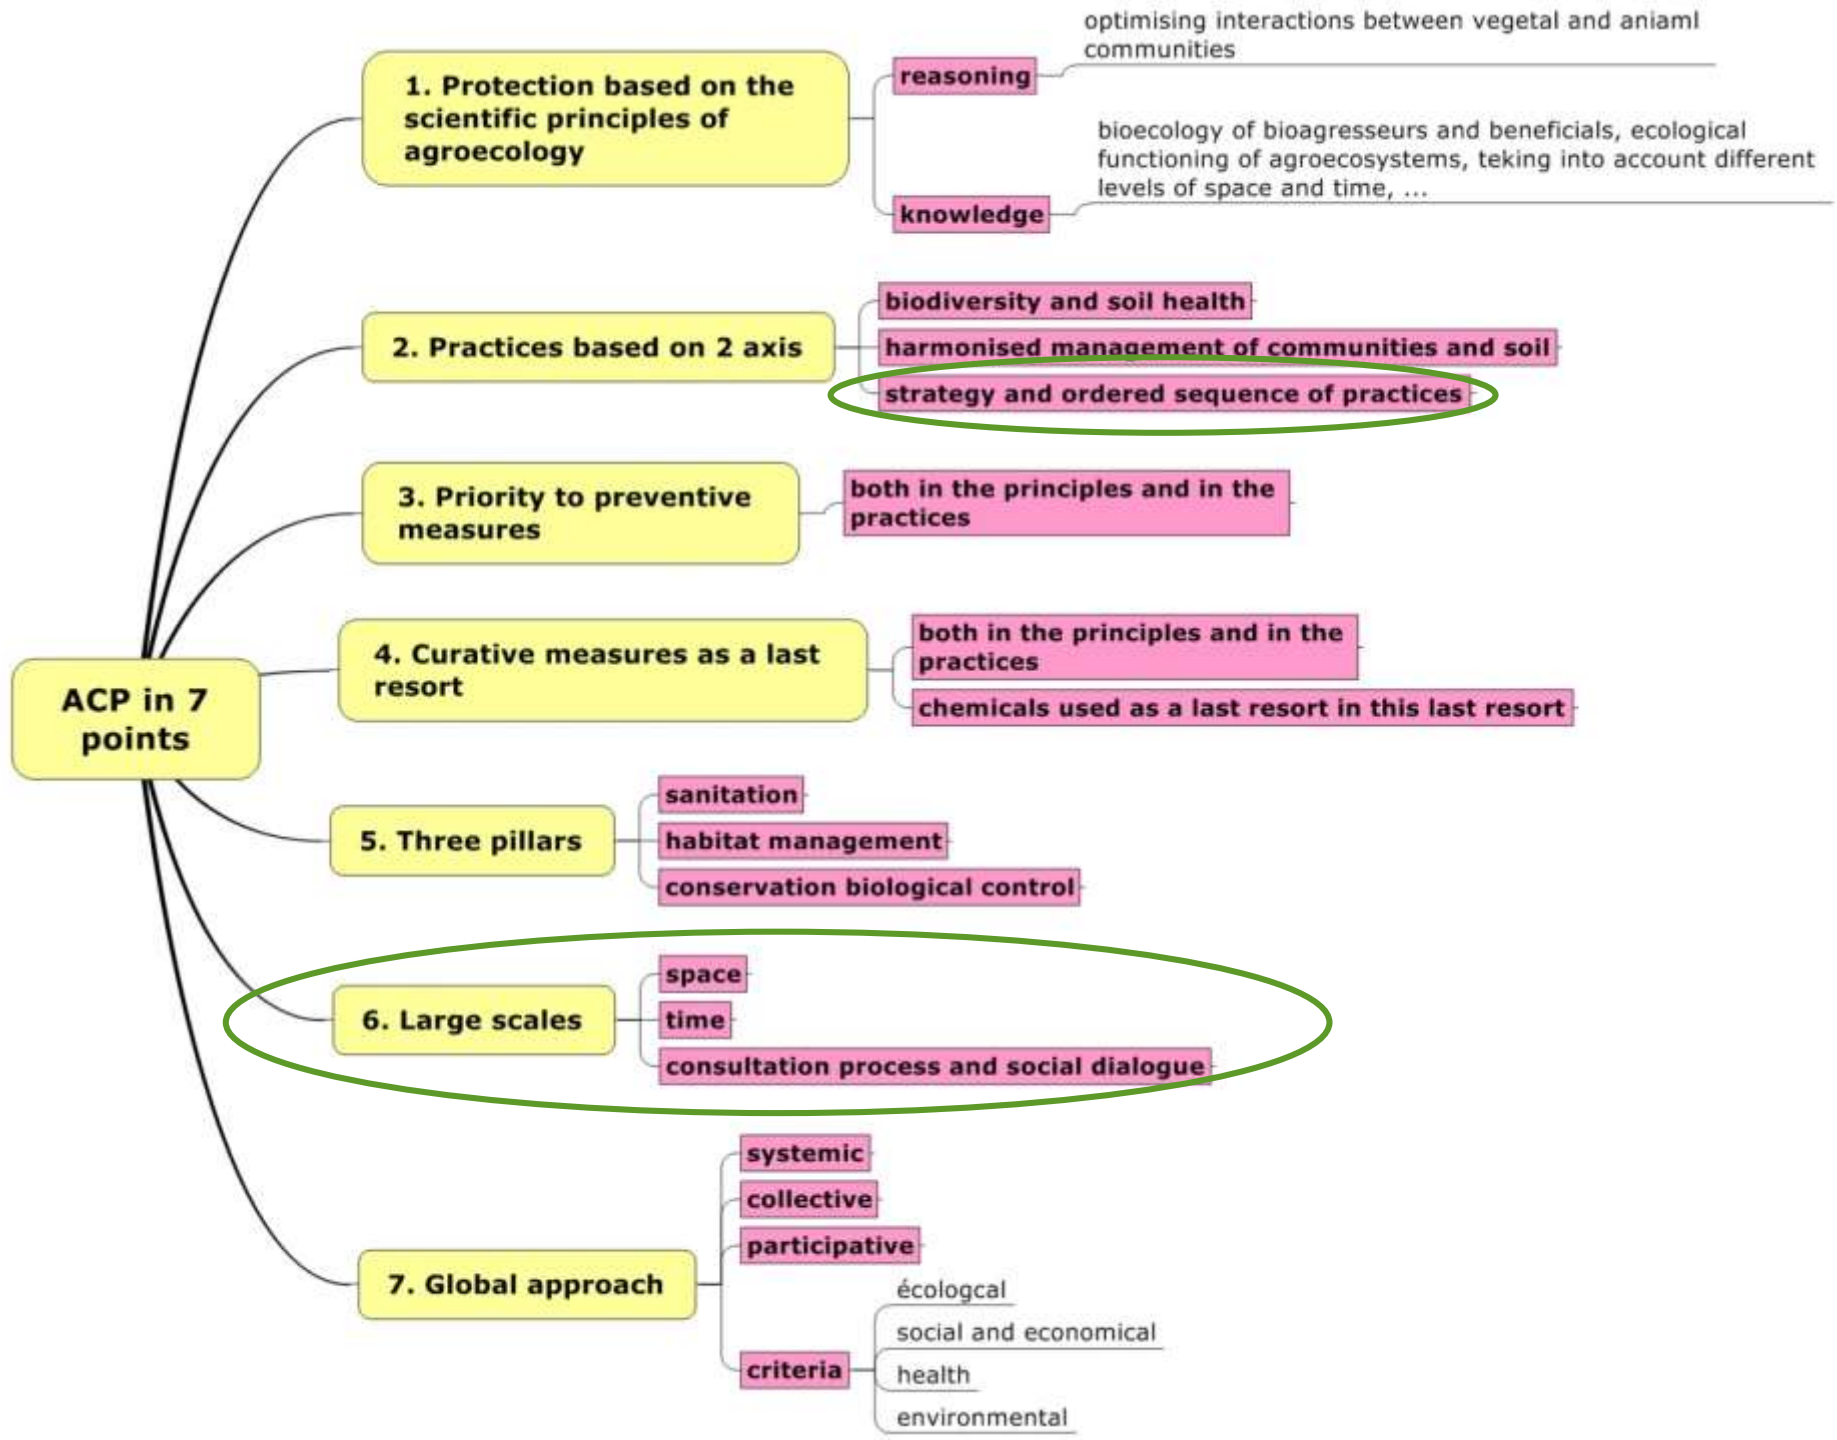 ACP in 7
points
1. Protection based on the
scientific principles of
agroecology
reasoning
optimising interactions between vegetal and aniaml
communities
knowledge
bioecology of bioagresseurs and beneficials, ecological
functioning of agroecosystems, teking into account different
levels of space and time, ...
2. Practices based on 2 axis
biodiversity and soil health
harmonised management of communities and soil
strategy and ordered sequence of practices
3. Priority to preventive
measures
both in the principles and in the
practices
4. Curative measures as a last
resort
both in the principles and in the
practices
chemicals used as a last resort in this last resort
5. Three pillars
sanitation
habitat management
conservation biological control
6. Large scales
space
time
consultation process and social dialogue
7. Global approach
systemic
collective
participative
criteria
écologcal
social and economical
health
environmental